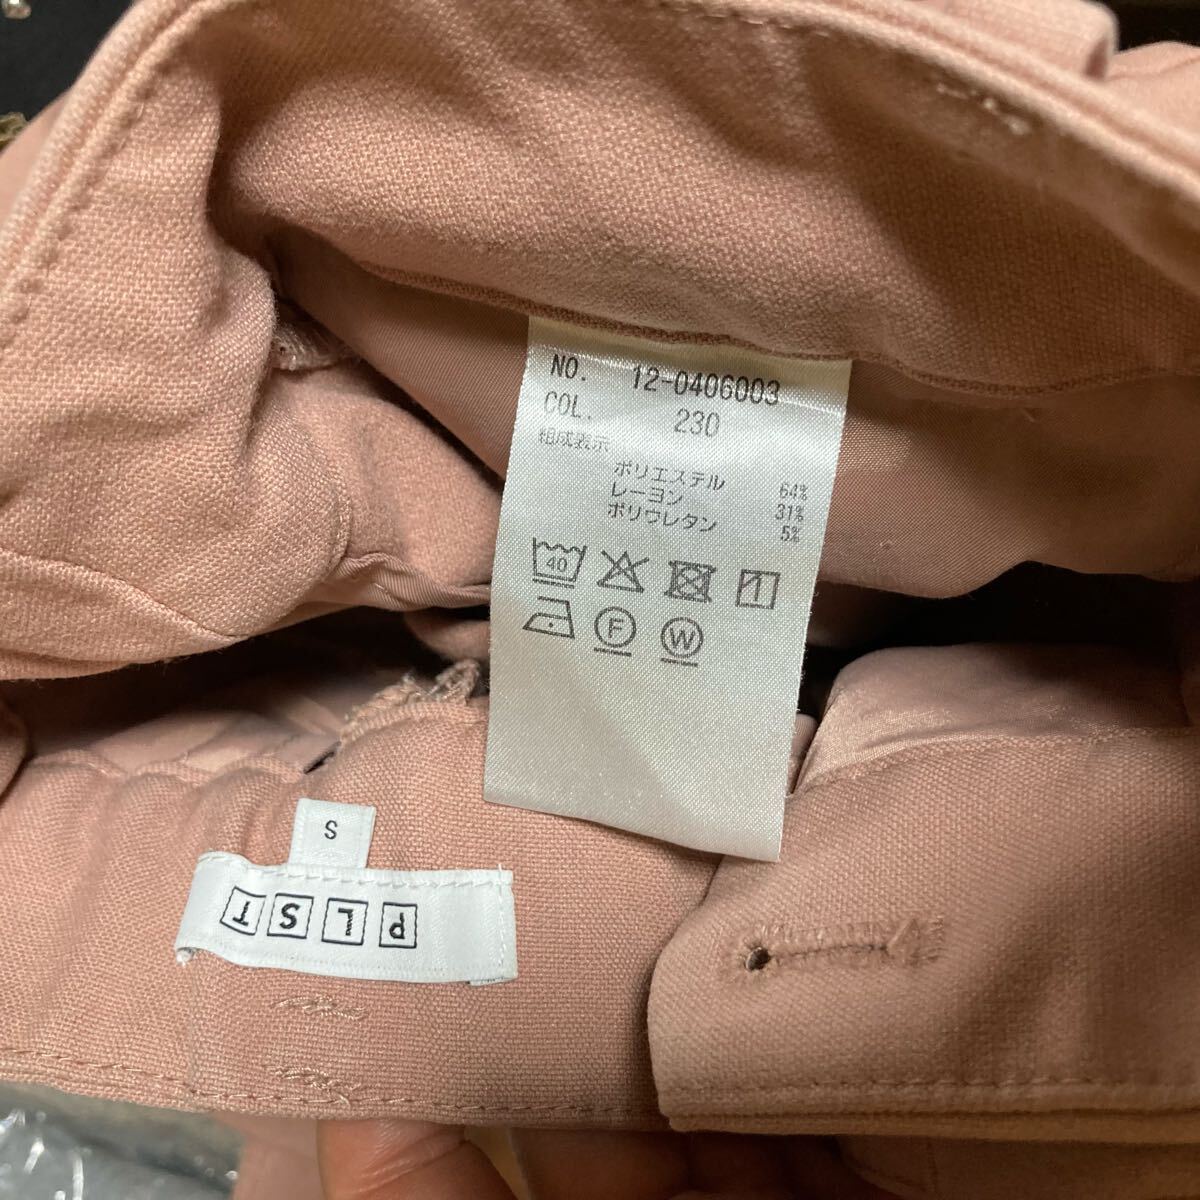 NO. 12-0406003
COL. 230
組成表示
ポリエステル 64%
レーヨン 31%
ポリウレタン 5%
40
F W
S
PLST